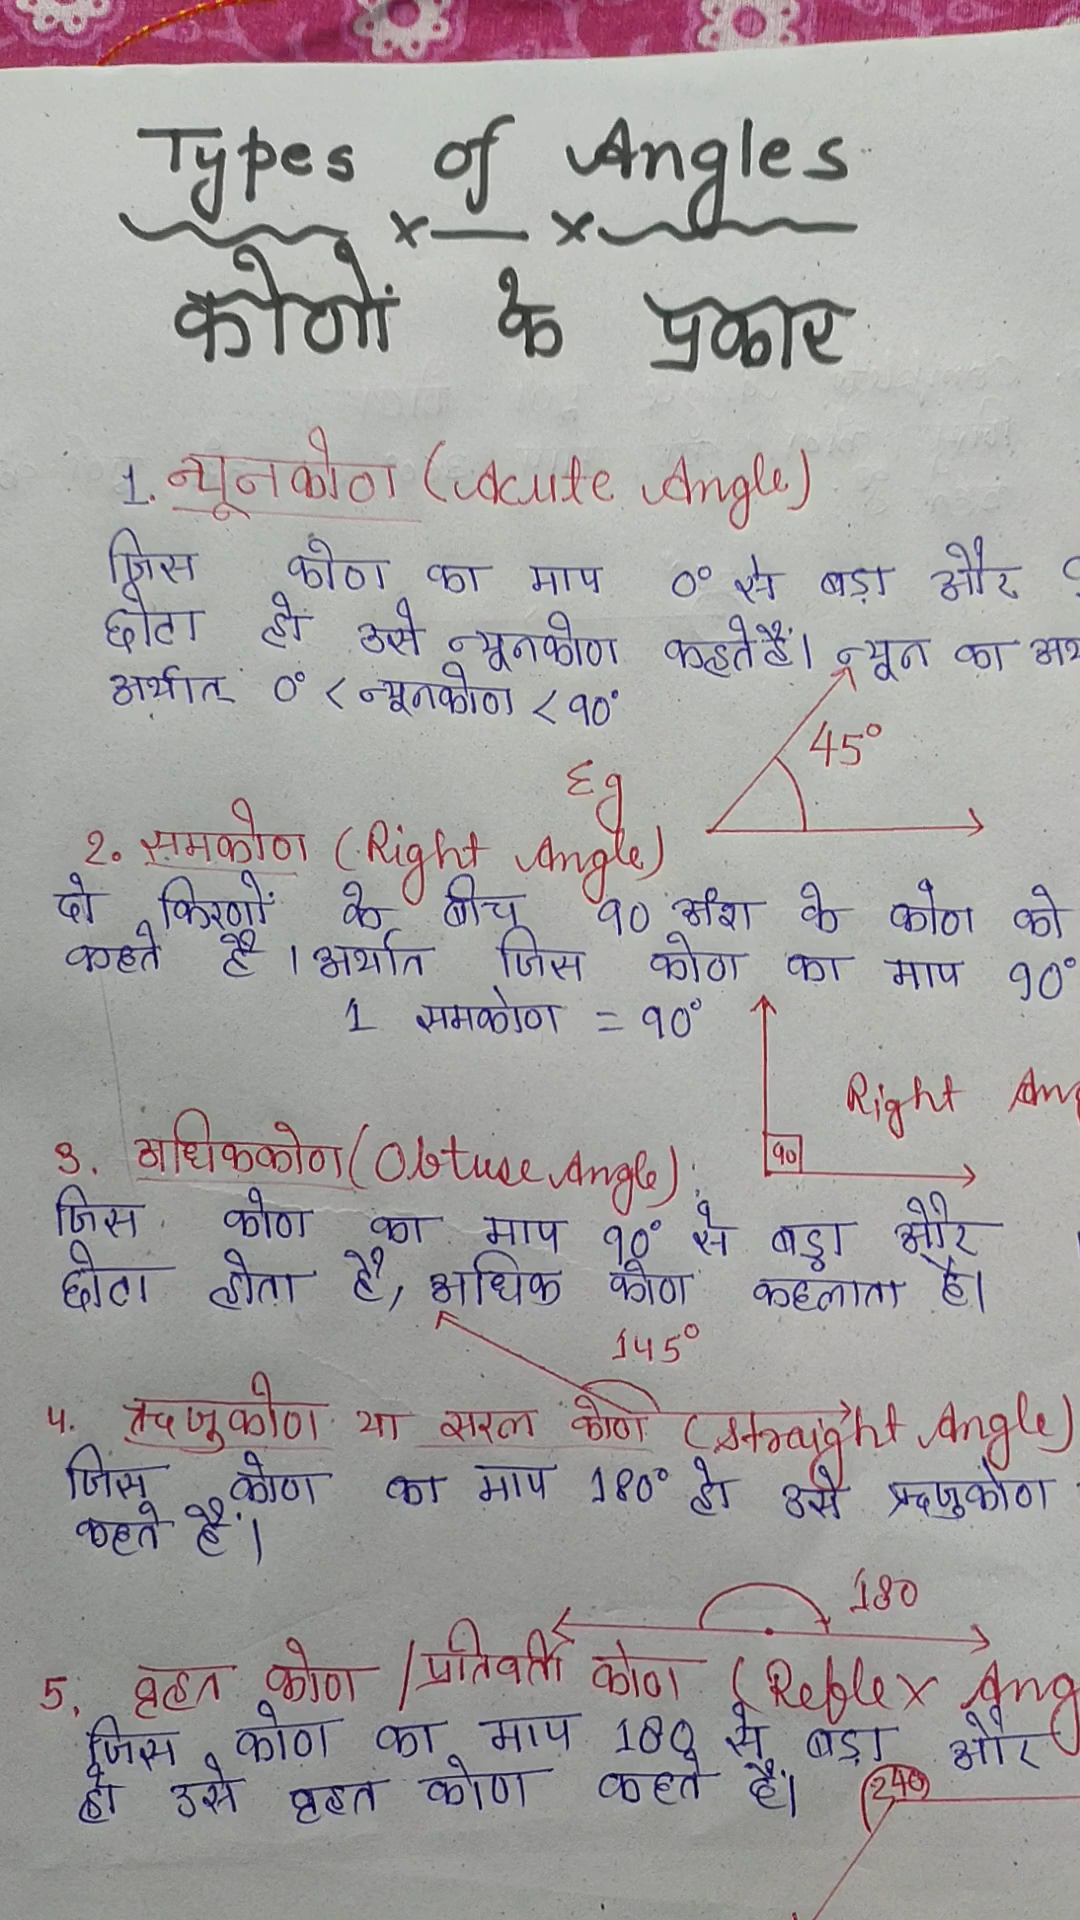 Types of Angles
कोणों के प्रकार
1. न्यूनकोण (Acute Angle)
जिस कोण का माप 0° से बड़ा और
छोटा हो उसे न्यूनकोण कहते हैं। न्यून का अर्थ
अर्थात 0° < न्यूनकोण < 90°
45°
Eg
2. समकोण (Right Angle)
दो किरणों के बीच 90 अंश के कोण को
कहते हैं। अर्थात जिस कोण का माप 90°
1 समकोण = 90°
Right Ang
90
3. अधिककोण (Obtuse Angle)
जिस कोण का माप 90° से बड़ा और
छोटा होता है, अधिक कोण कहलाता है।
145°
4. ऋजुकोण या सरल कोण (Straight Angle)
जिस कोण का माप 180° हो उसे ऋजुकोण
कहते हैं।
180
5. वृहत कोण / प्रतिवर्ती कोण (Reflex Ang
जिस कोण का माप 180 से बड़ा और
हो उसे वृहत कोण कहते हैं।
240